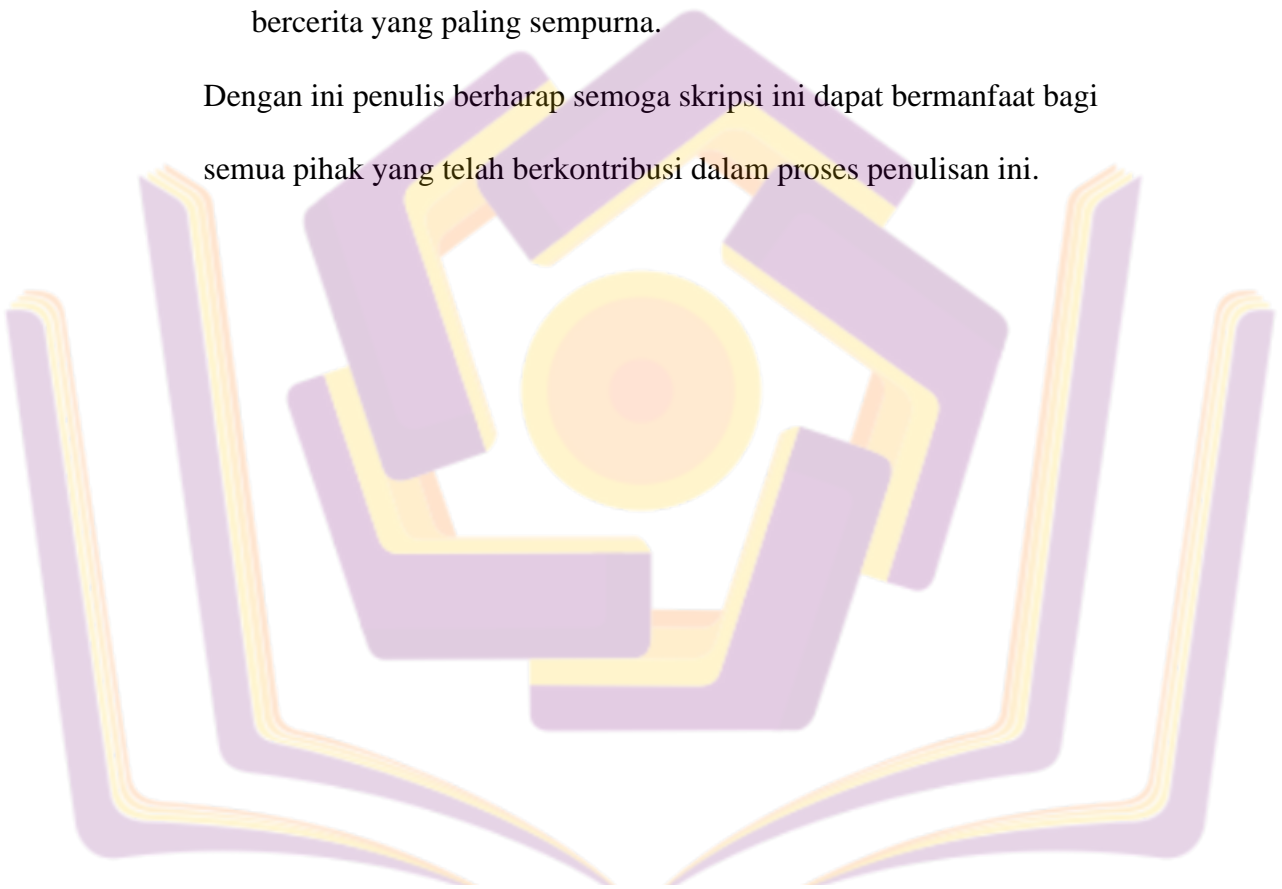 bercerita yang paling sempurna.
Dengan ini penulis berharap semoga skripsi ini dapat bermanfaat bagi
semua pihak yang telah berkontribusi dalam proses penulisan ini.